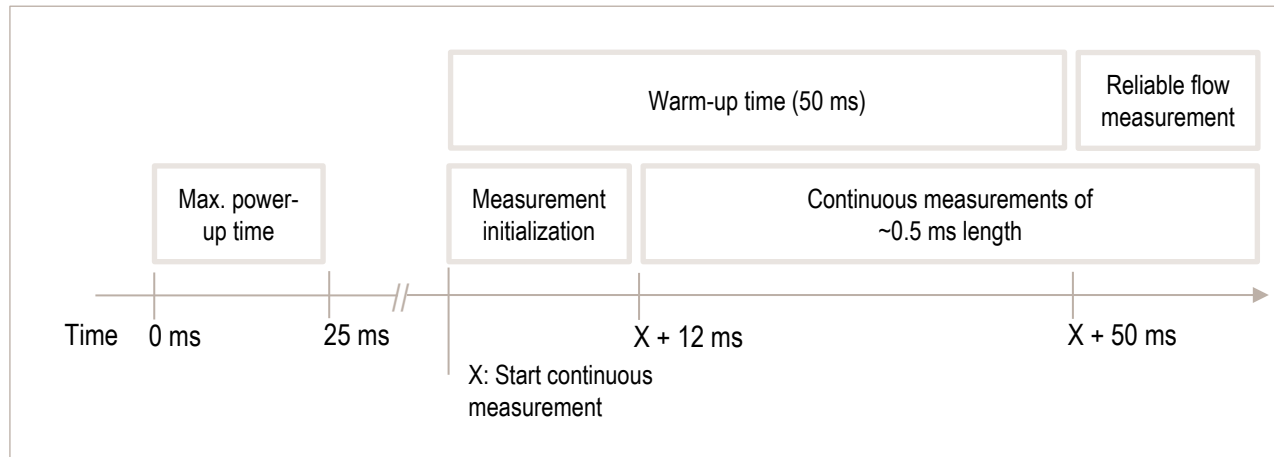 Warm-up time (50 ms)
Reliable flow
measurement
Max. power-
up time
Measurement
initialization
Continuous measurements of
~0.5 ms length
Time
0 ms
25 ms
X + 12 ms
X + 50 ms
X: Start continuous
measurement